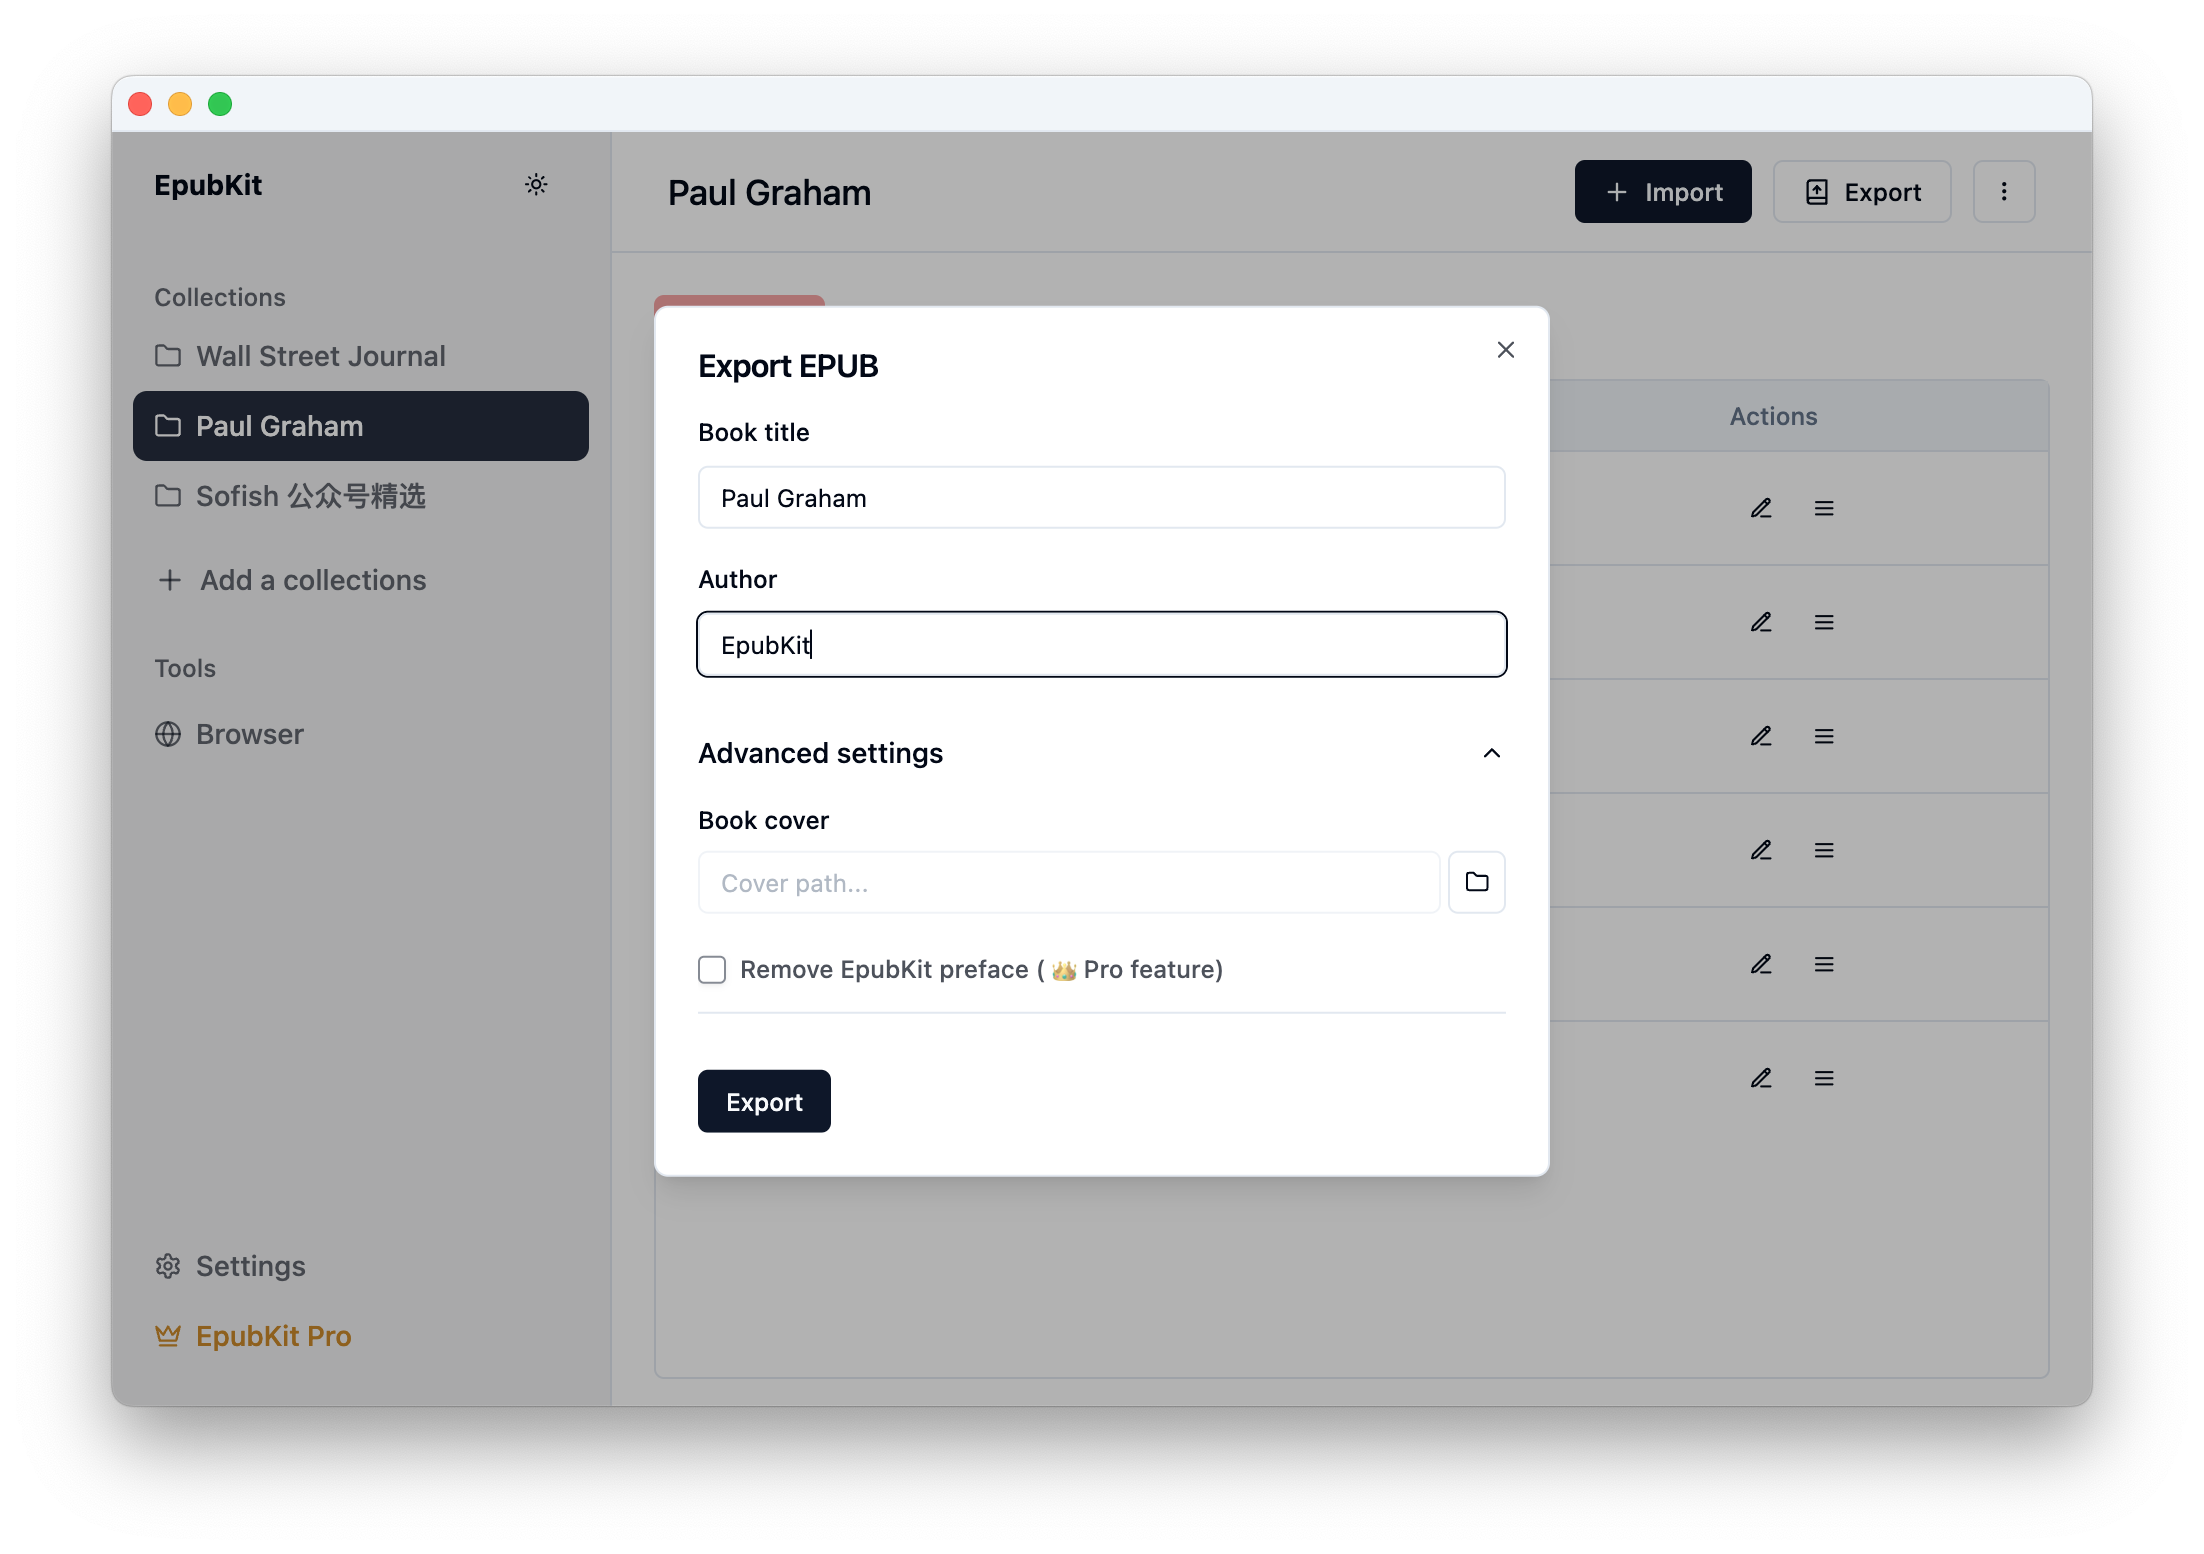 EpubKit
Collections
Wall Street Journal
Paul Graham
Sofish 公众号精选
Add a collections
Tools
Browser
Settings
EpubKit Pro
Paul Graham
Import
Export
Actions
Export EPUB
Book title
Paul Graham
Author
EpubKit
Advanced settings
Book cover
Cover path...
Remove EpubKit preface ( 👑 Pro feature)
Export